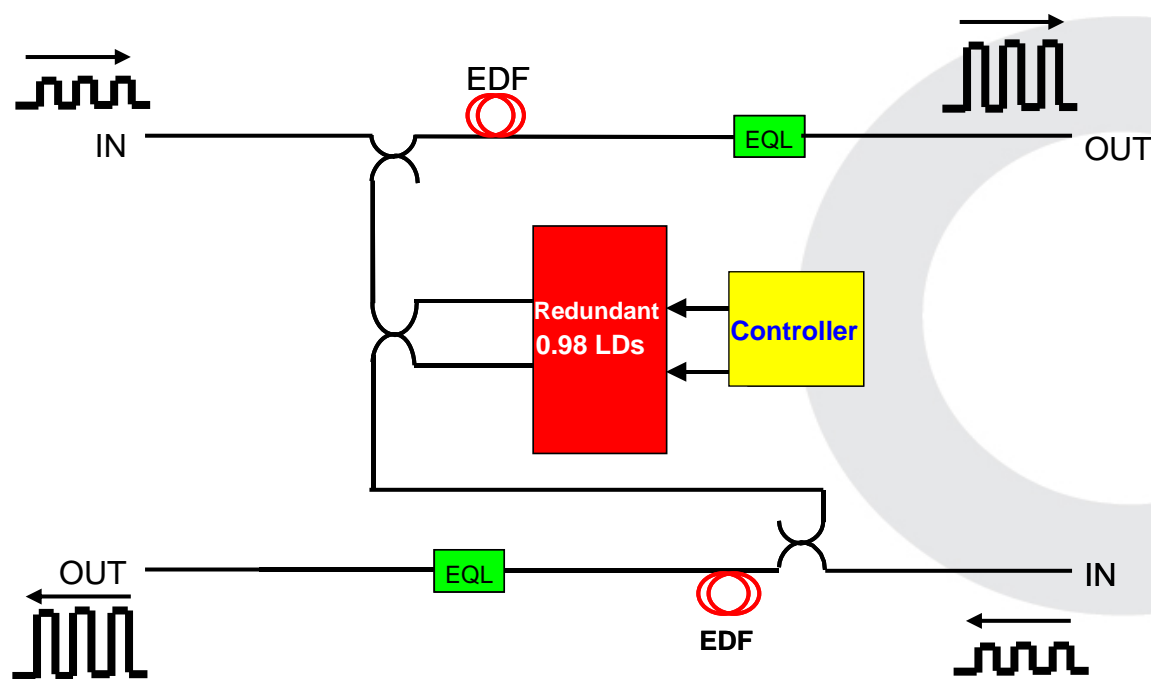 EDF
IN
EQL
OUT
Redundant
0.98 LDs
Controller
OUT
EQL
IN
EDF